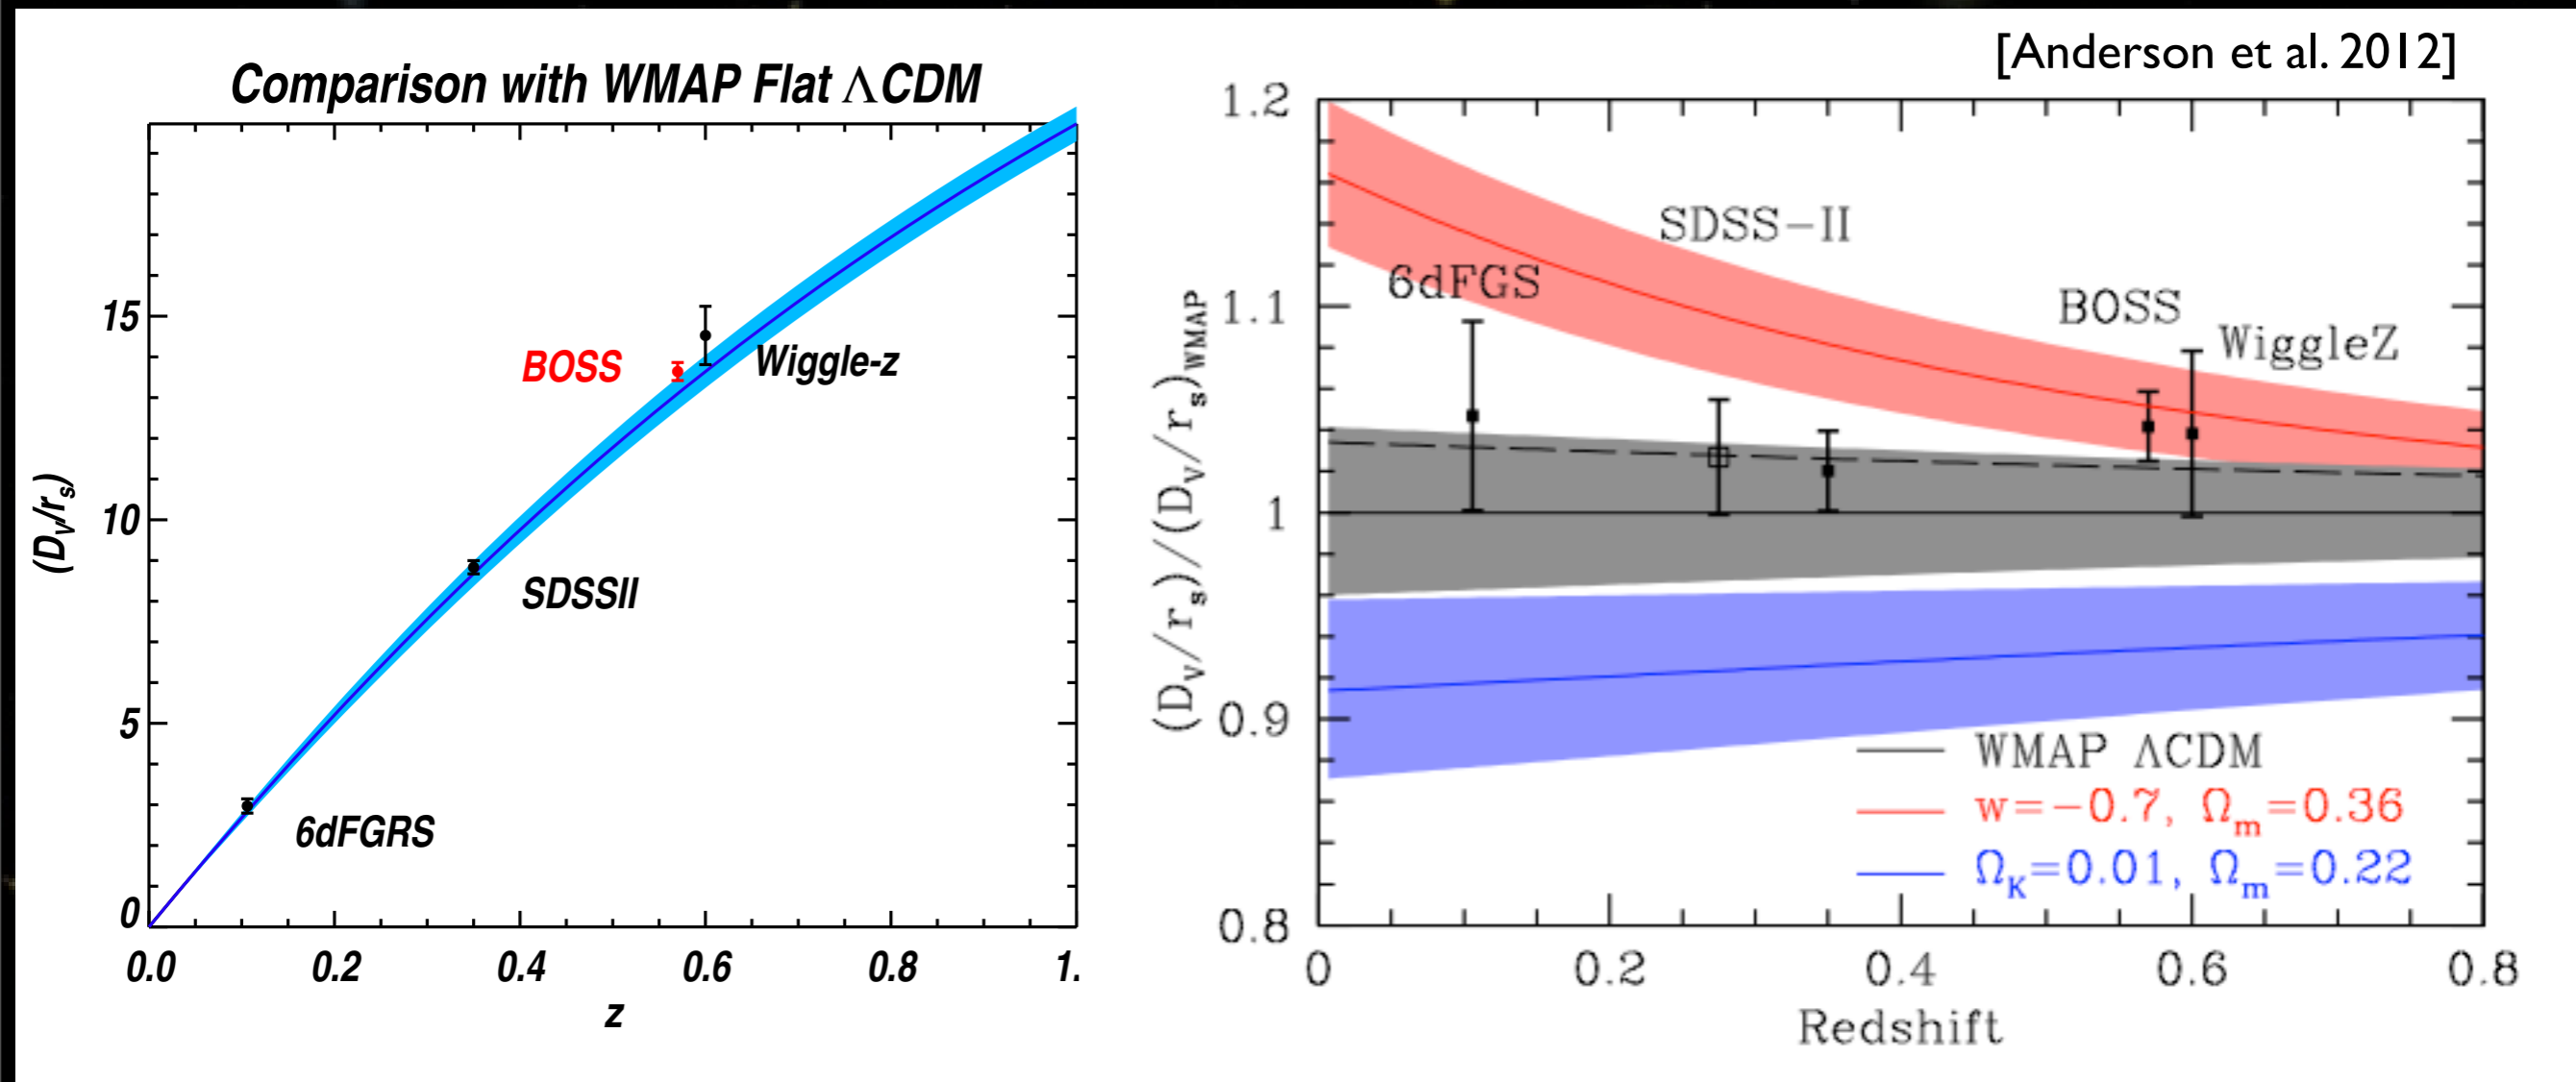 [Anderson et al. 2012]
Comparison with WMAP Flat ΛCDM
15
10
5
0
(D_V/r_s)
BOSS
Wiggle-z
SDSSII
6dFGRS
0.0 0.2 0.4 0.6 0.8 1.
z
1.2
1.1
1
0.9
0.8
(D_V/r_s)/(D_V/r_s)_WMAP
SDSS-II
6dFGS
BOSS
WiggleZ
WMAP ΛCDM
w=-0.7, Ω_m=0.36
Ω_K=0.01, Ω_m=0.22
0 0.2 0.4 0.6 0.8
Redshift